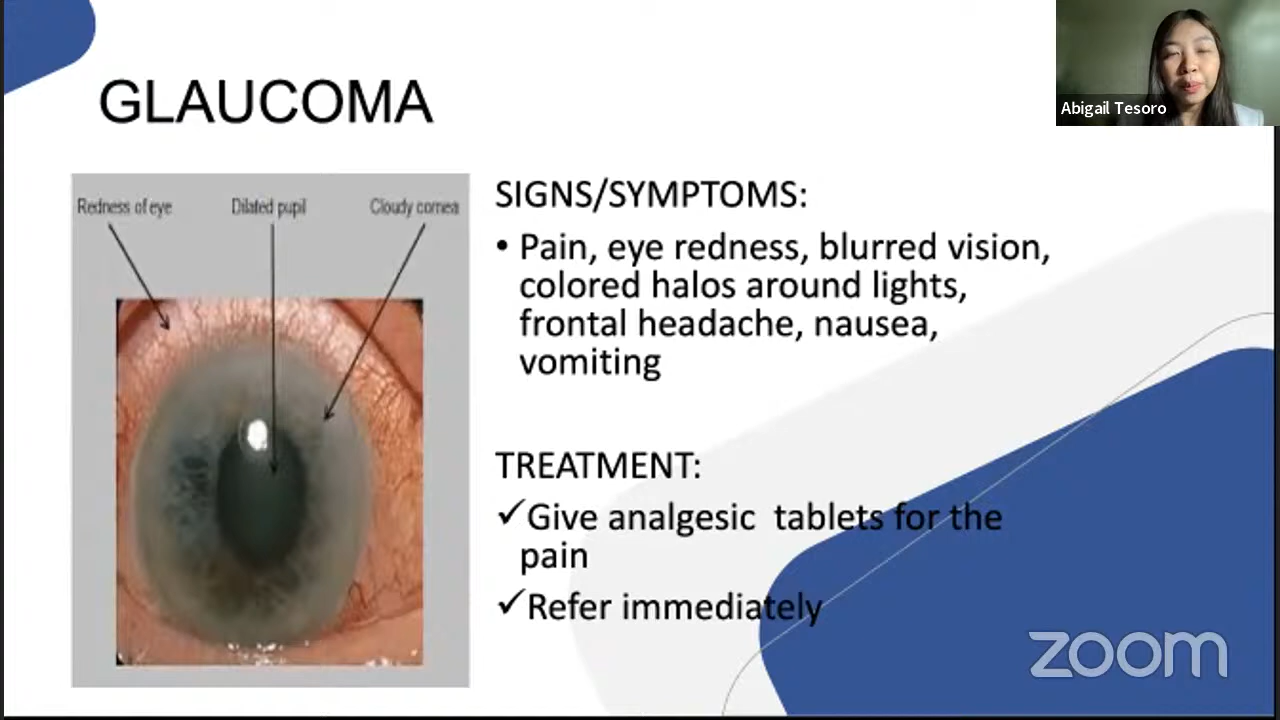 GLAUCOMA
Abigail Tesoro
Redness of eye
Dilated pupil
Cloudy cornea
SIGNS/SYMPTOMS:
• Pain, eye redness, blurred vision,
colored halos around lights,
frontal headache, nausea,
vomiting
TREATMENT:
✓Give analgesic tablets for the
pain
✓Refer immediately
zoom